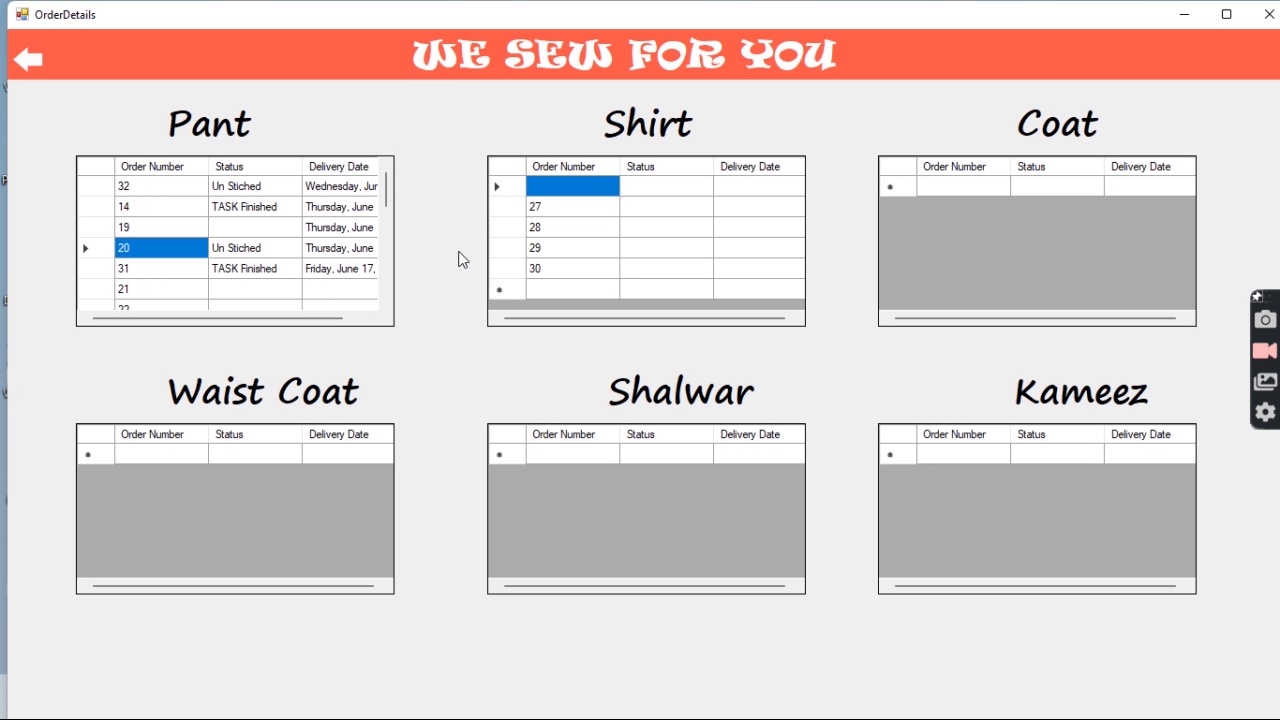 OrderDetails
WE SEW FOR YOU
Pant
Order Number Status Delivery Date
32 Un Stiched Wednesday, Jur
14 TASK Finished Thursday, June
19 Thursday, June
20 Un Stiched Thursday, June
31 TASK Finished Friday, June 17,
21
22
Shirt
Order Number Status Delivery Date
27
28
29
30
Coat
Order Number Status Delivery Date
Waist Coat
Order Number Status Delivery Date
Shalwar
Order Number Status Delivery Date
Kameez
Order Number Status Delivery Date